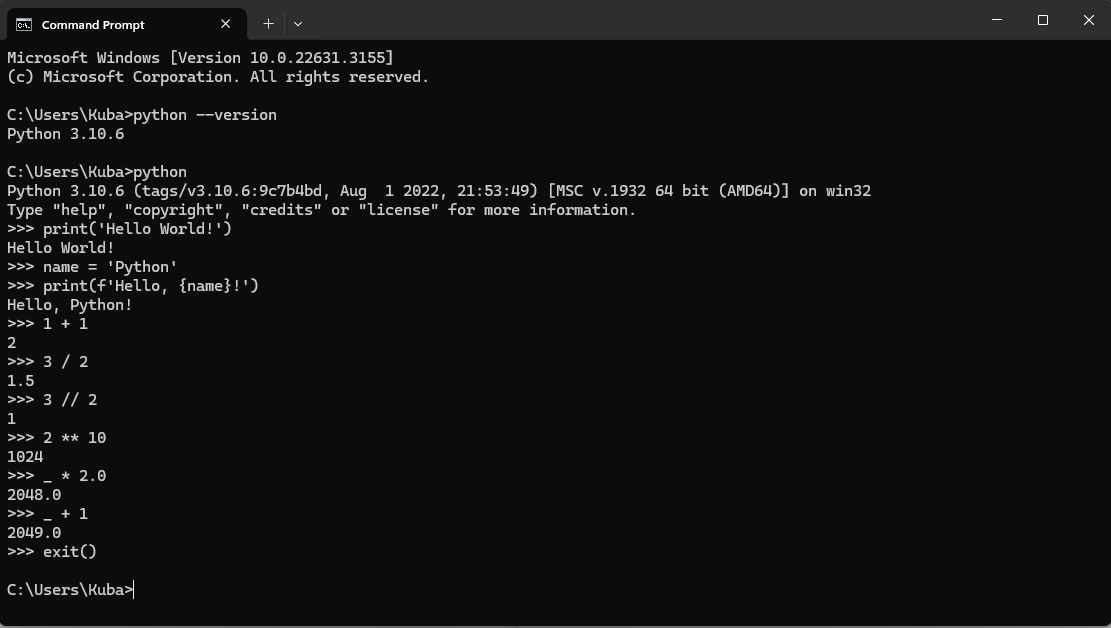 Command Prompt
Microsoft Windows [Version 10.0.22631.3155]
(c) Microsoft Corporation. All rights reserved.
C:\Users\Kuba>python --version
Python 3.10.6
C:\Users\Kuba>python
Python 3.10.6 (tags/v3.10.6:9c7b4bd, Aug  1 2022, 21:53:49) [MSC v.1932 64 bit (AMD64)] on win32
Type "help", "copyright", "credits" or "license" for more information.
>>> print('Hello World!')
Hello World!
>>> name = 'Python'
>>> print(f'Hello, {name}!')
Hello, Python!
>>> 1 + 1
2
>>> 3 / 2
1.5
>>> 3 // 2
1
>>> 2 ** 10
1024
>>> _ * 2.0
2048.0
>>> _ + 1
2049.0
>>> exit()
C:\Users\Kuba>